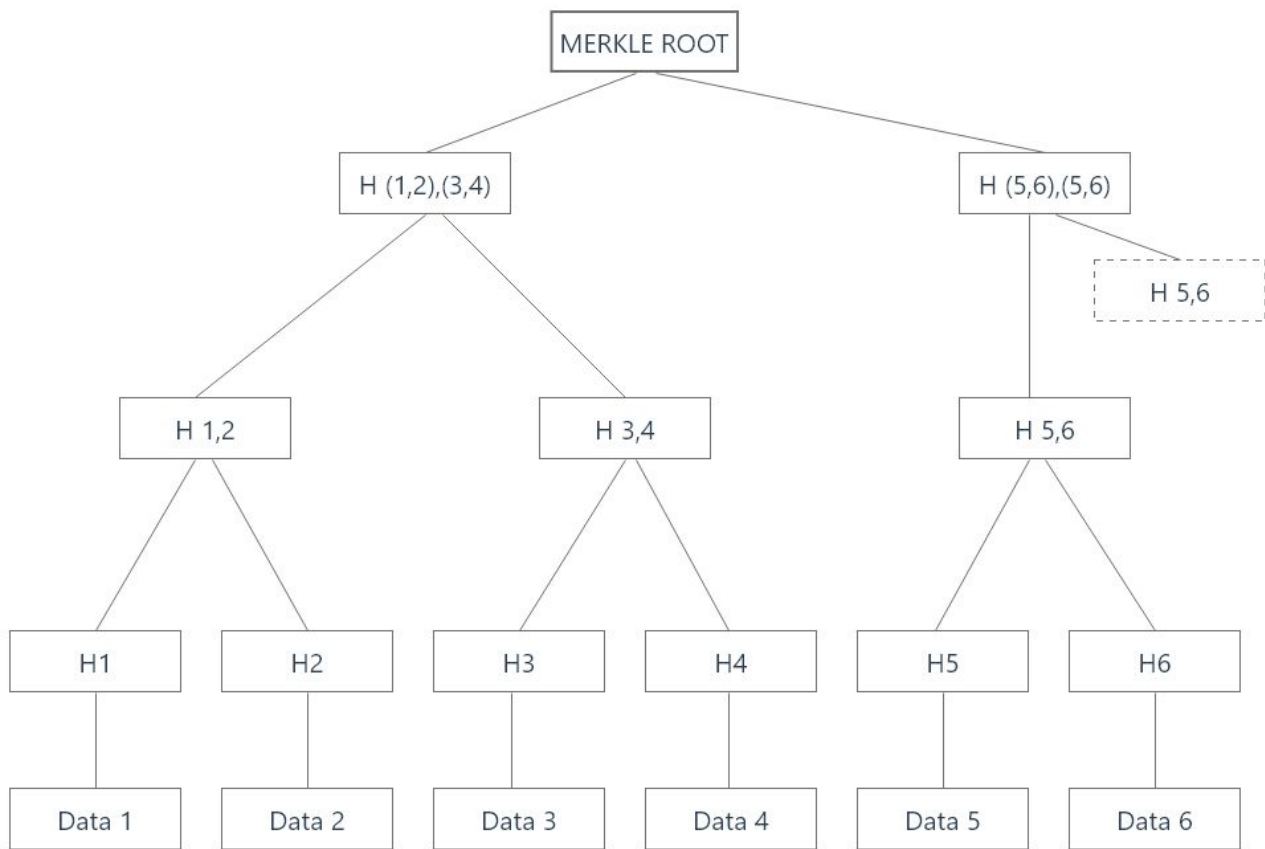 MERKLE ROOT
H (1,2),(3,4)
H (5,6),(5,6)
H 5,6
H 1,2
H 3,4
H 5,6
H1
H2
H3
H4
H5
H6
Data 1
Data 2
Data 3
Data 4
Data 5
Data 6